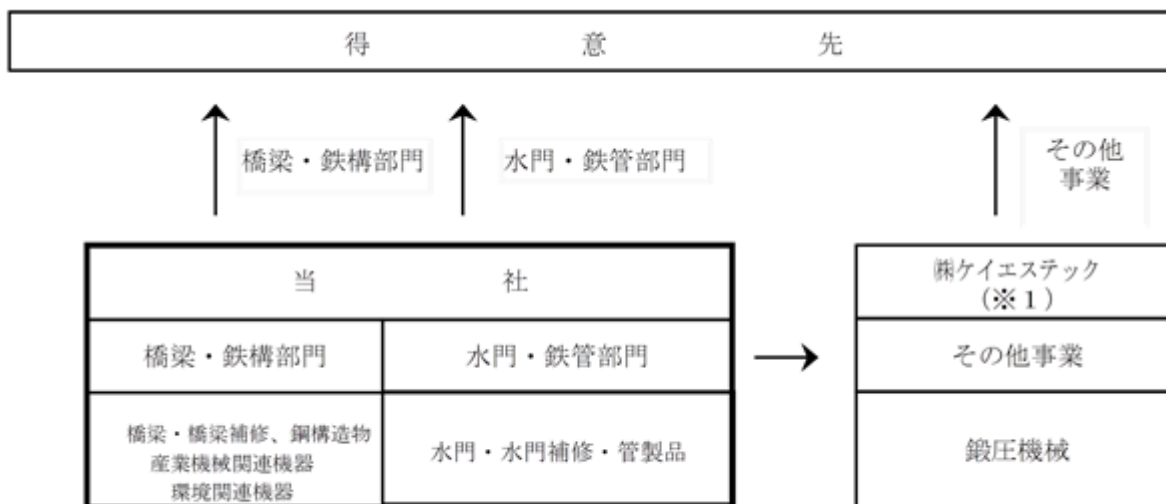 得意先
橋梁・鉄構部門
水門・鉄管部門
その他
事業
当社
㈱ケイエステック
（※１）
橋梁・鉄構部門
水門・鉄管部門
その他事業
橋梁・橋梁補修、鋼構造物
産業機械関連機器
環境関連機器
水門・水門補修・管製品
鍛圧機械